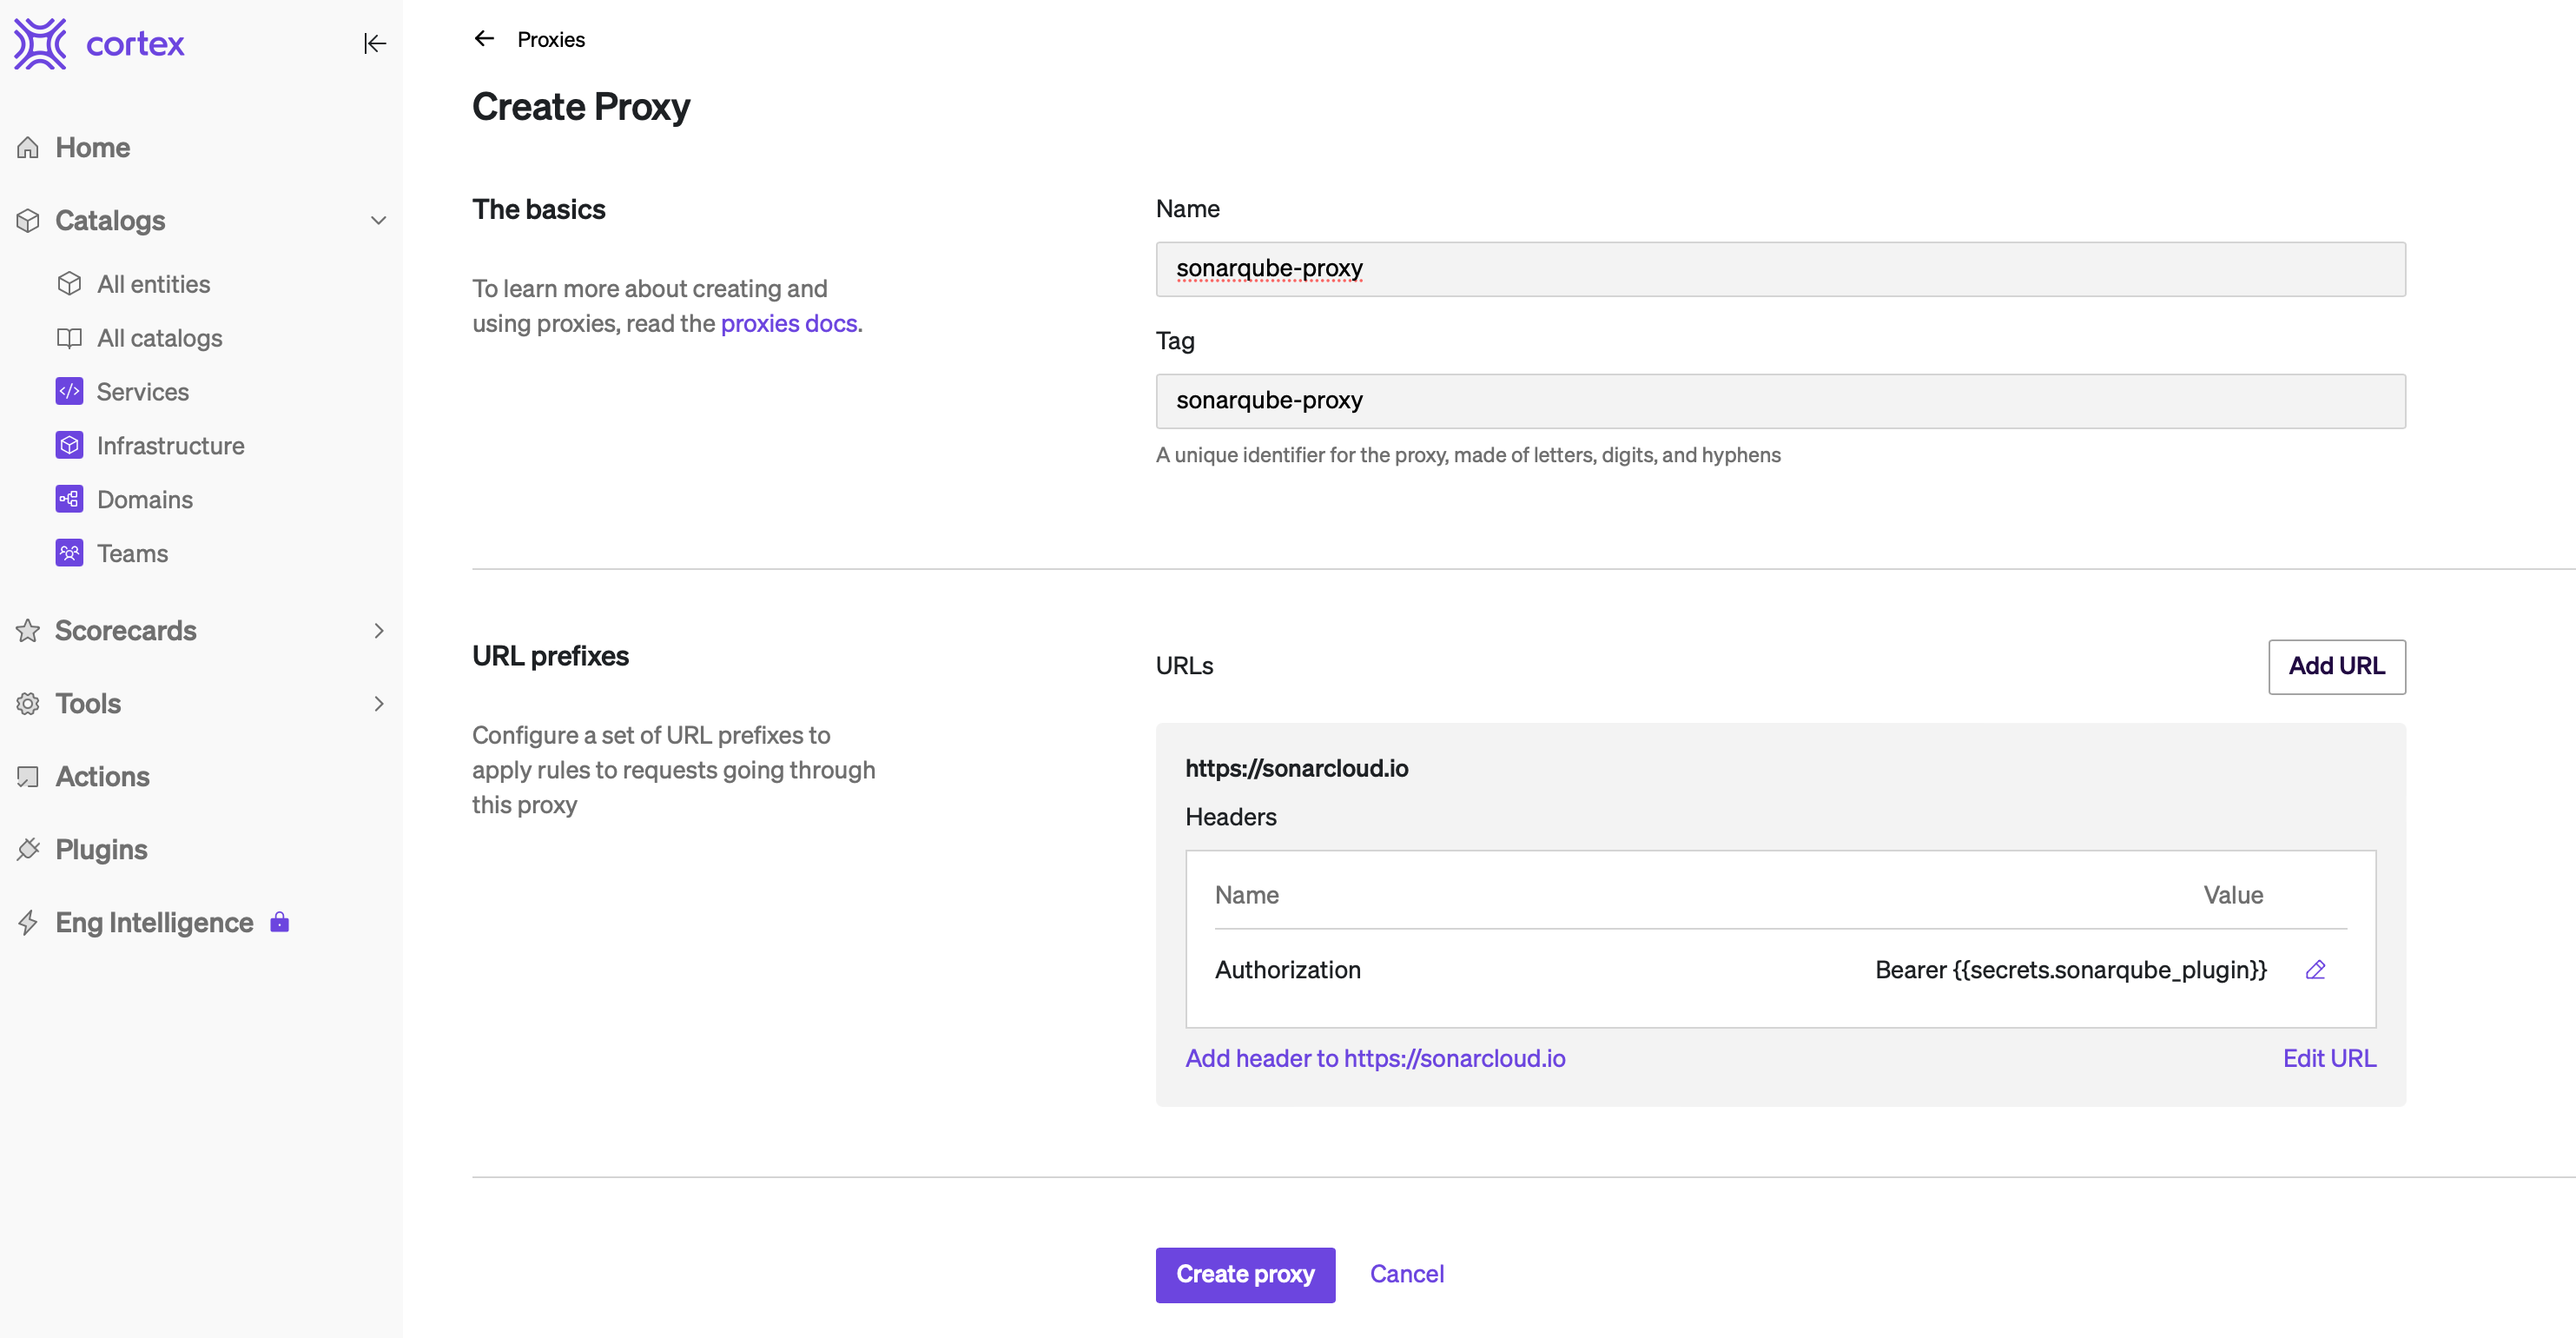 cortex
Home
Catalogs
All entities
All catalogs
Services
Infrastructure
Domains
Teams
Scorecards
Tools
Actions
Plugins
Eng Intelligence
Proxies
Create Proxy
The basics
To learn more about creating and
using proxies, read the proxies docs.
Name
sonarqube-proxy
Tag
sonarqube-proxy
A unique identifier for the proxy, made of letters, digits, and hyphens
URL prefixes
Configure a set of URL prefixes to
apply rules to requests going through
this proxy
URLs
Add URL
https://sonarcloud.io
Headers
Name Value
Authorization Bearer {{secrets.sonarqube_plugin}}
Add header to https://sonarcloud.io Edit URL
Create proxy Cancel